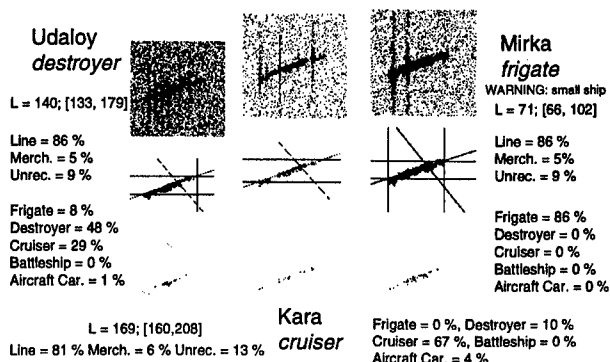 Udaloy
destroyer
L = 140; [133, 179]
Line = 86 %
Merch. = 5 %
Unrec. = 9 %
Frigate = 8 %
Destroyer = 48 %
Cruiser = 29 %
Battleship = 0 %
Aircraft Car. = 1 %
Mirka
frigate
WARNING: small ship
L = 71; [66, 102]
Line = 86 %
Merch. = 5%
Unrec. = 9 %
Frigate = 86 %
Destroyer = 0 %
Cruiser = 0 %
Battleship = 0 %
Aircraft Car. = 0 %
Kara
cruiser
L = 169; [160,208]
Line = 81 % Merch. = 6 % Unrec. = 13 %
Frigate = 0 %, Destroyer = 10 %
Cruiser = 67 %, Battleship = 0 %
Aircraft Car. = 4 %